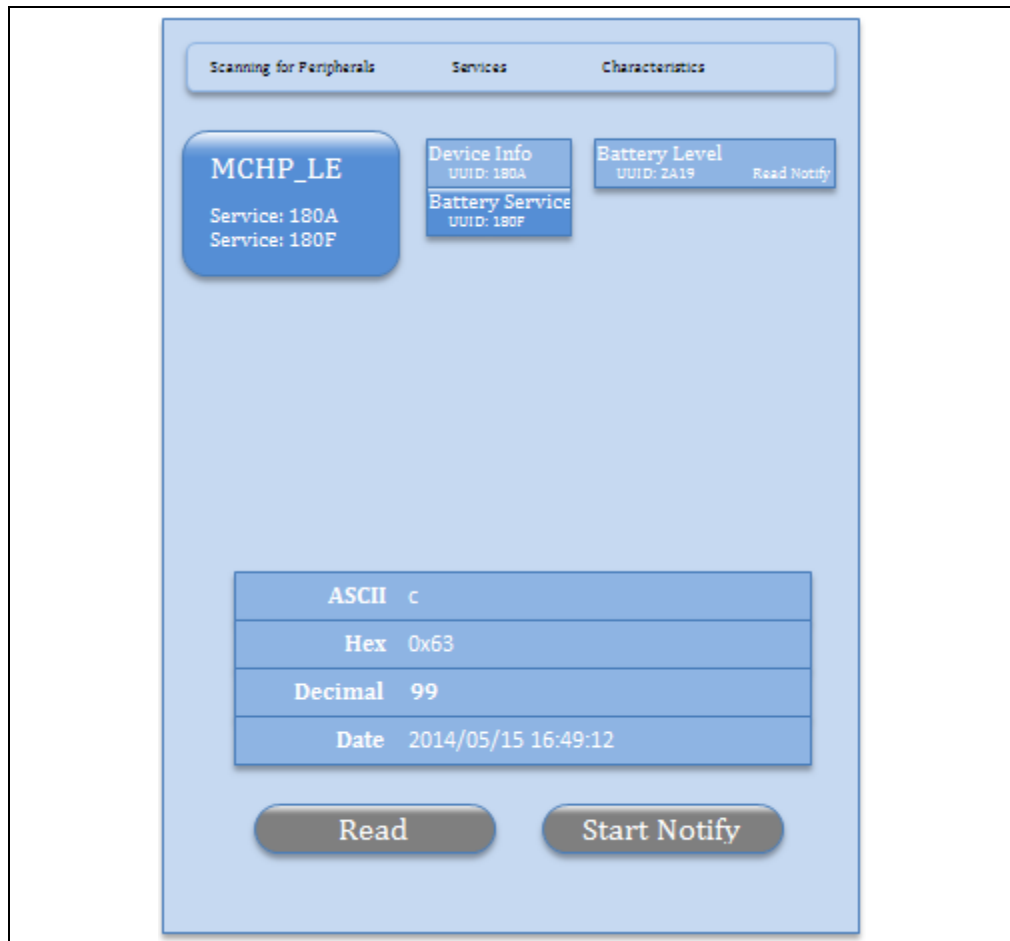 Scanning for Peripherals Services Characteristics
MCHP_LE
Service: 180A
Service: 180F
Device Info
UUID: 180A
Battery Service
UUID: 180F
Battery Level
UUID: 2A19 Read Notify
ASCII c
Hex 0x63
Decimal 99
Date 2014/05/15 16:49:12
Read Start Notify